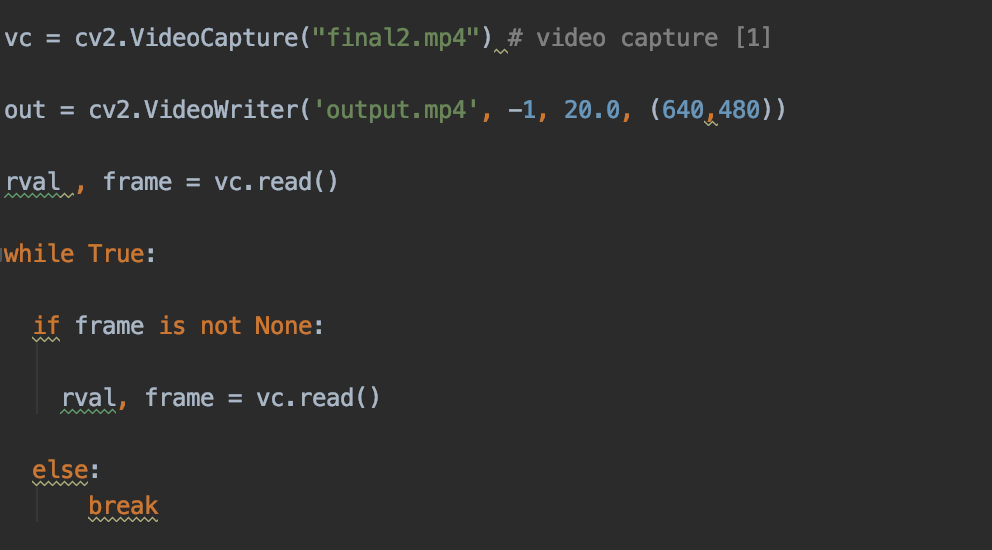 vc = cv2.VideoCapture("final2.mp4") # video capture [1]
out = cv2.VideoWriter('output.mp4', -1, 20.0, (640,480))
rval , frame = vc.read()
while True:
if frame is not None:
rval, frame = vc.read()
else:
break